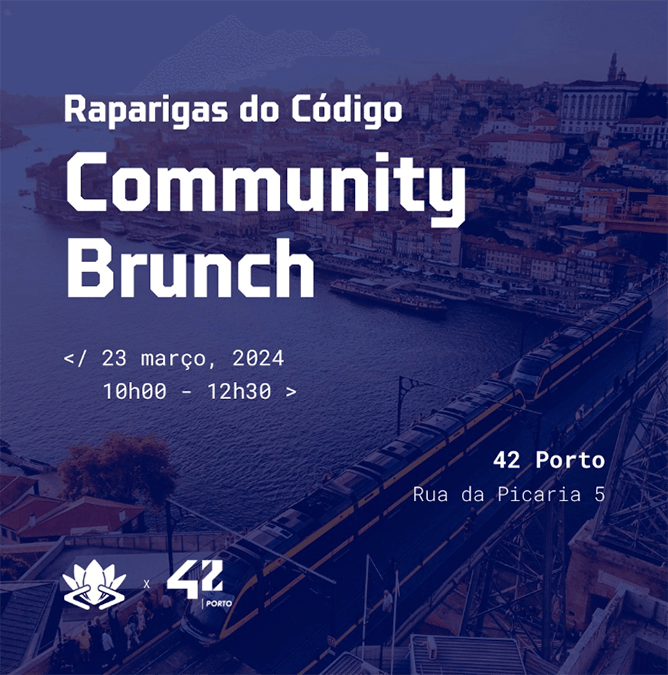 Raparigas do Código
Community
Brunch
</ 23 março, 2024
10h00 - 12h30 >
42 Porto
Rua da Picaria 5
x 42
PORTO